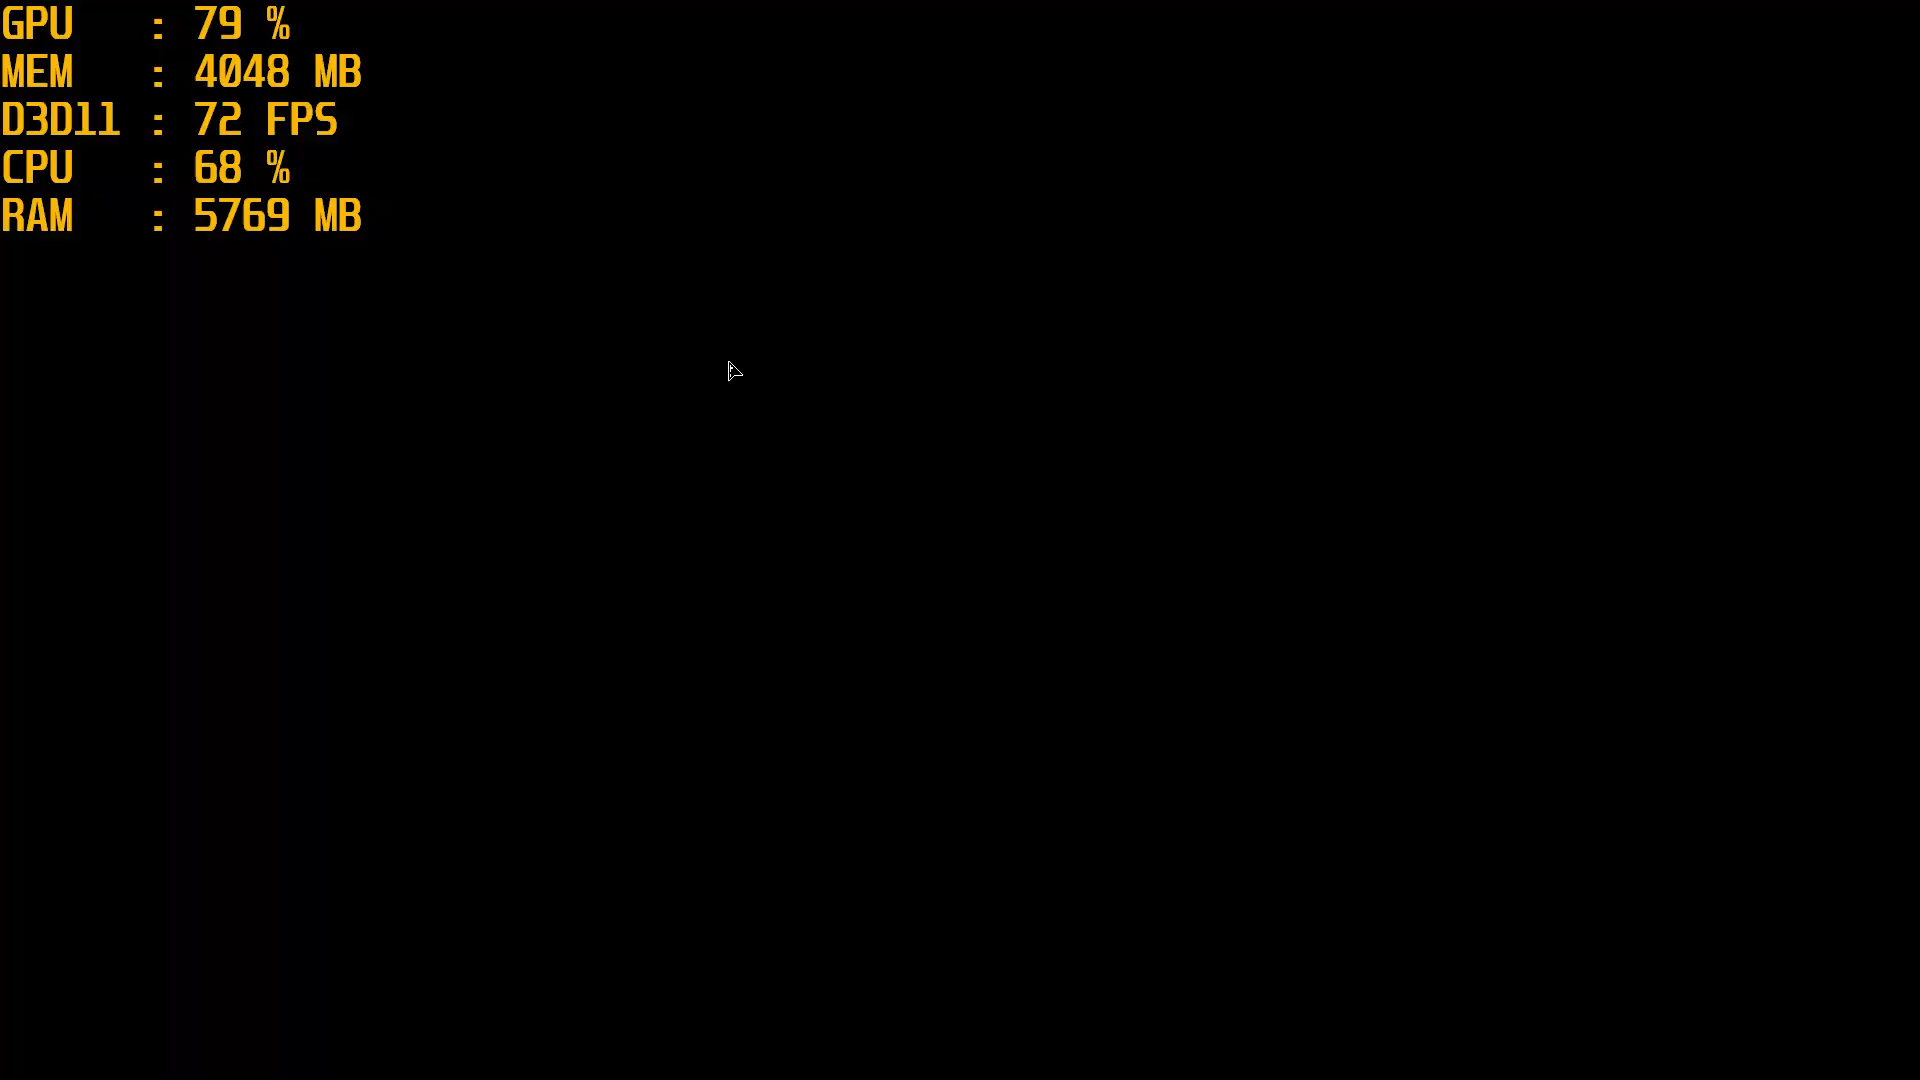 GPU : 79 %
MEM : 4048 MB
D3D11 : 72 FPS
CPU : 68 %
RAM : 5769 MB